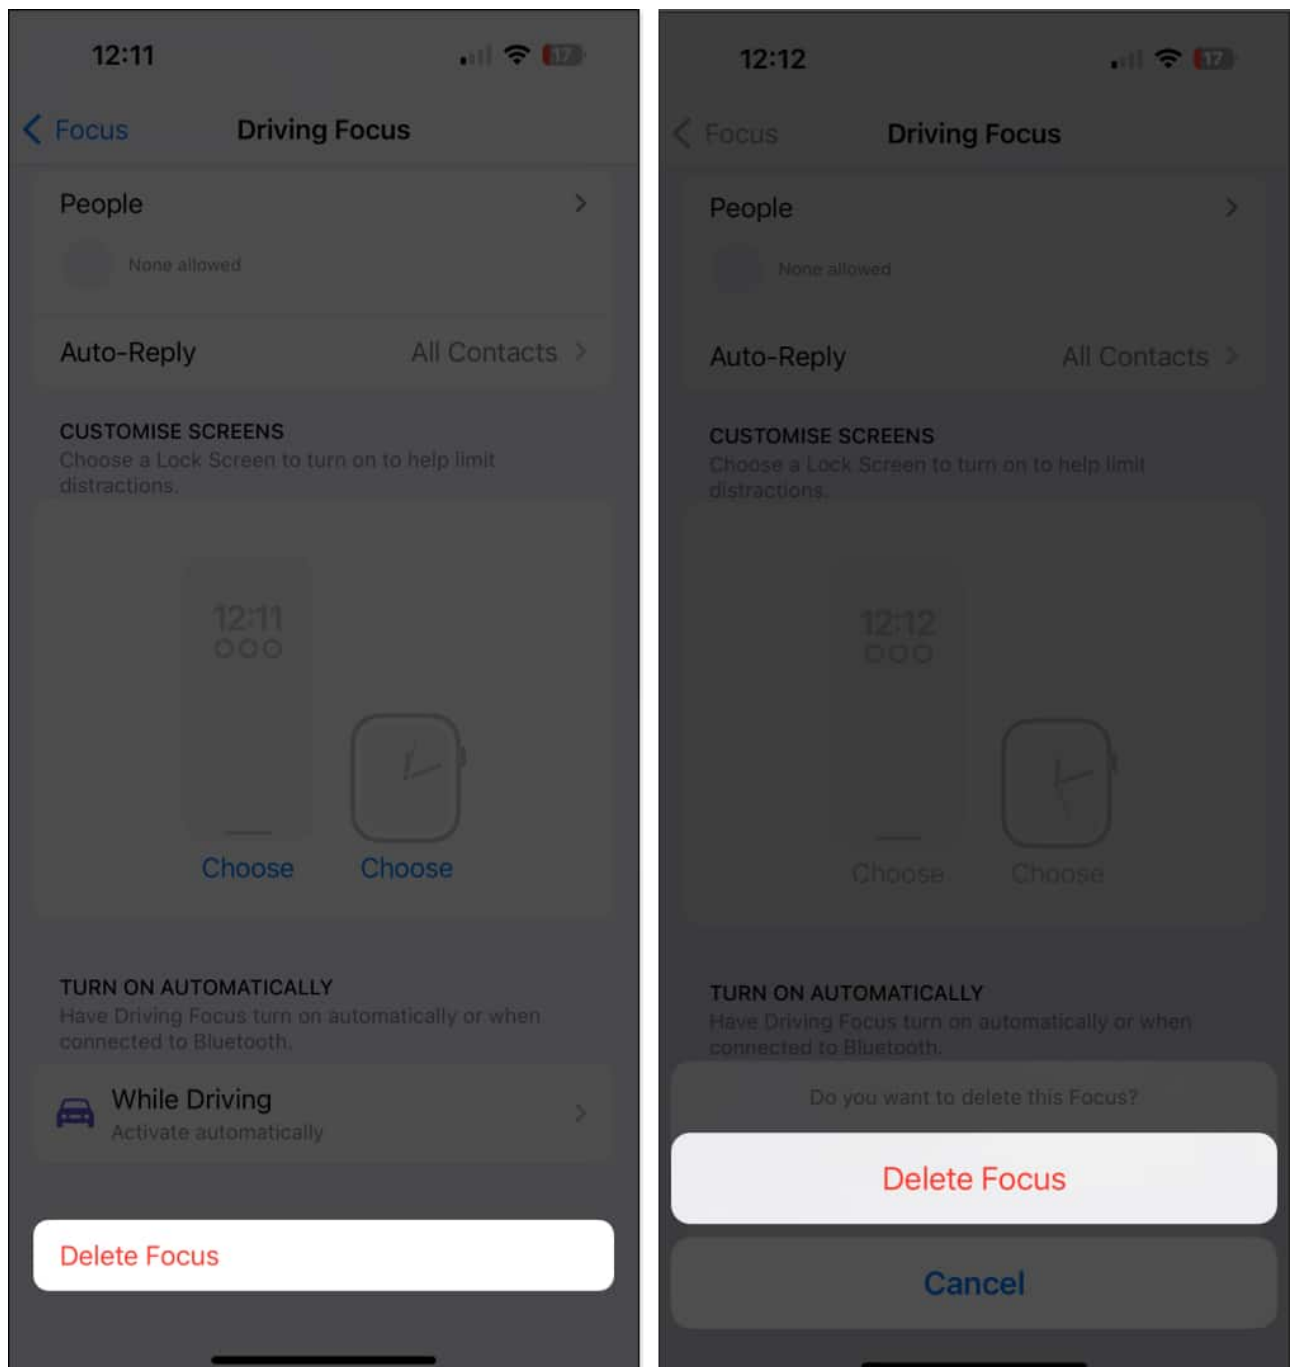 12:11
17
Focus
Driving Focus
People
None allowed
Auto-Reply
All Contacts
CUSTOMISE SCREENS
Choose a Lock Screen to turn on to help limit
distractions.
12:11
Choose
Choose
TURN ON AUTOMATICALLY
Have Driving Focus turn on automatically or when
connected to Bluetooth.
While Driving
Activate automatically
Delete Focus
12:12
17
Focus
Driving Focus
People
None allowed
Auto-Reply
All Contacts
CUSTOMISE SCREENS
Choose a Lock Screen to turn on to help limit
distractions.
12:12
Choose
Choose
TURN ON AUTOMATICALLY
Have Driving Focus turn on automatically or when
connected to Bluetooth.
Do you want to delete this Focus?
Delete Focus
Cancel